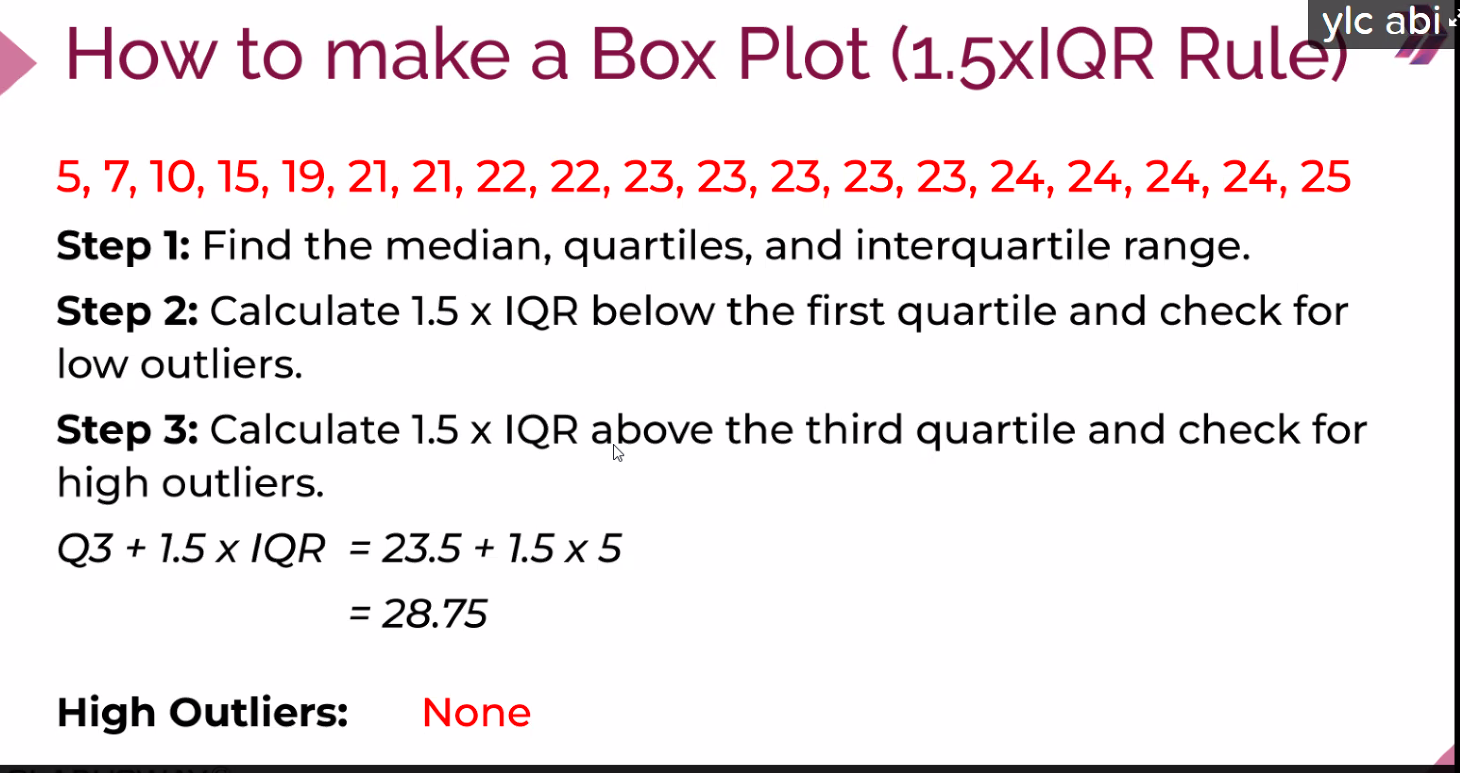 ylc abi
How to make a Box Plot (1.5xIQR Rule)
5, 7, 10, 15, 19, 21, 21, 22, 22, 23, 23, 23, 23, 23, 24, 24, 24, 24, 25
Step 1: Find the median, quartiles, and interquartile range.
Step 2: Calculate 1.5 x IQR below the first quartile and check for
low outliers.
Step 3: Calculate 1.5 x IQR above the third quartile and check for
high outliers.
Q3 + 1.5 x IQR = 23.5 + 1.5 x 5
= 28.75
High Outliers: None